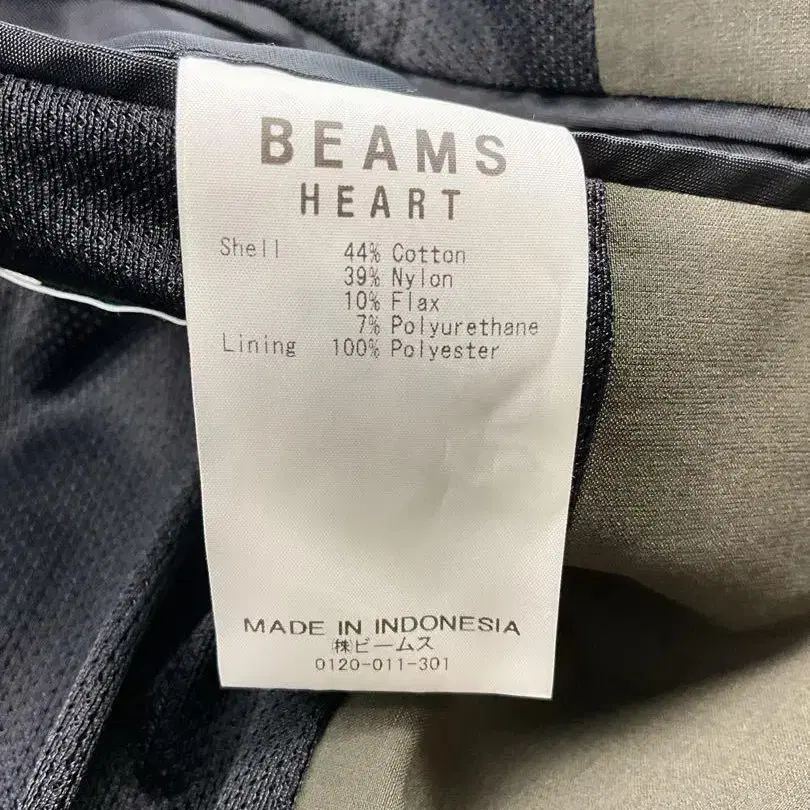 BEAMS
HEART
Shell 44% Cotton
39% Nylon
10% Flax
7% Polyurethane
Lining 100% Polyester
MADE IN INDONESIA
㈱ビームス
0120-011-301